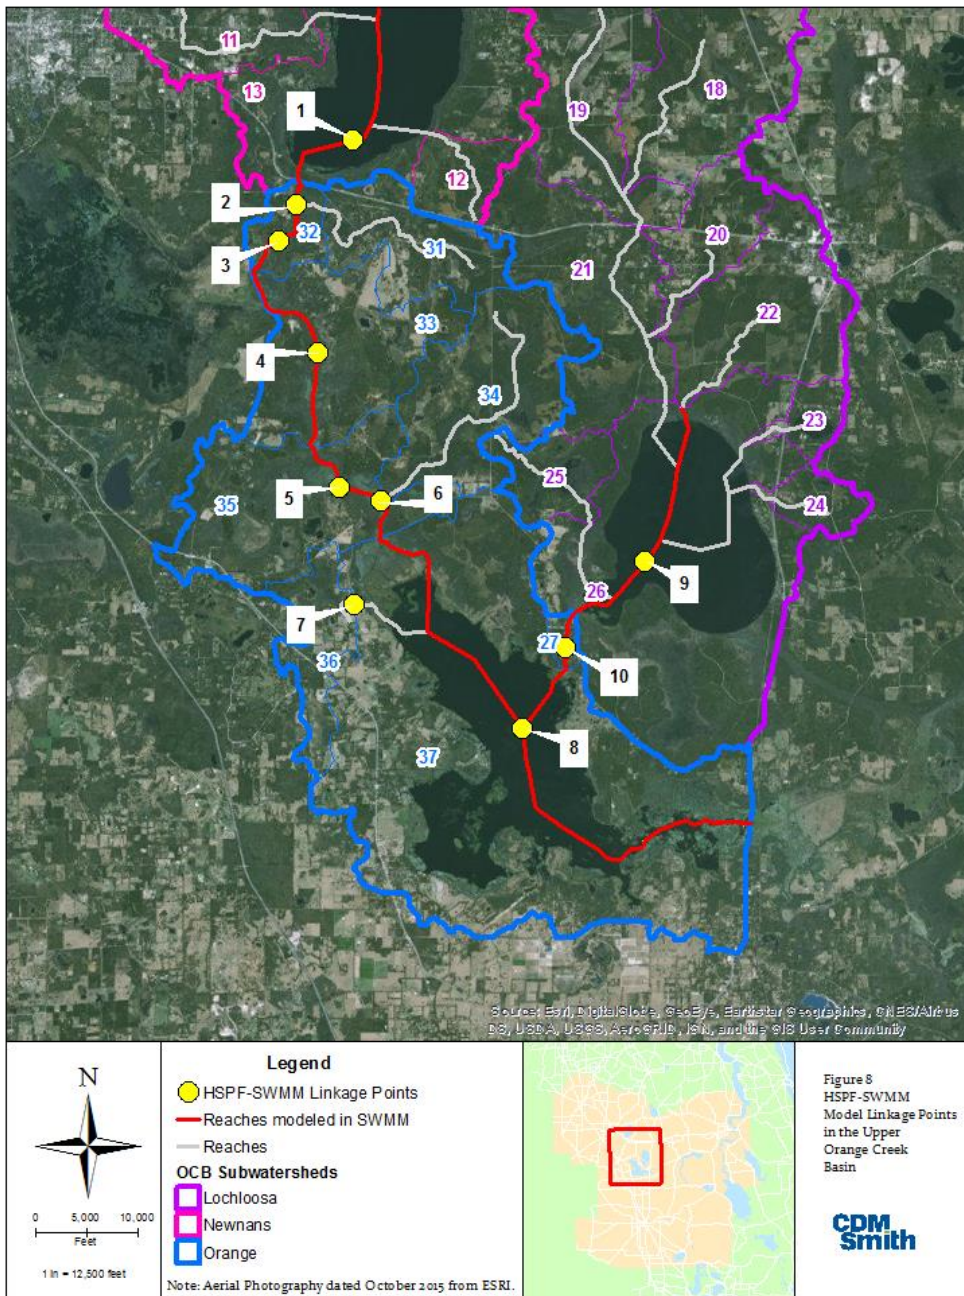 11
13
1
12
19
18
2
32
3
31
20
21
33
22
4
34
23
25
24
35
5
6
9
26
7
27
10
36
8
37
Source: Esri, DigitalGlobe, GeoEye, Earthstar Geographics, CNES/Airbus
DS, USDA, USGS, AeroGRID, IGN, and the GIS User Community
N
0 5,000 10,000
Feet
1 in = 12,500 feet
Legend
HSPF-SWMM Linkage Points
Reaches modeled in SWMM
Reaches
OCB Subwatersheds
Lochloosa
Newnans
Orange
Note: Aerial Photography dated October 2015 from ESRI.
Figure 8
HSPF-SWMM
Model Linkage Points
in the Upper
Orange Creek
Basin
CDM
Smith